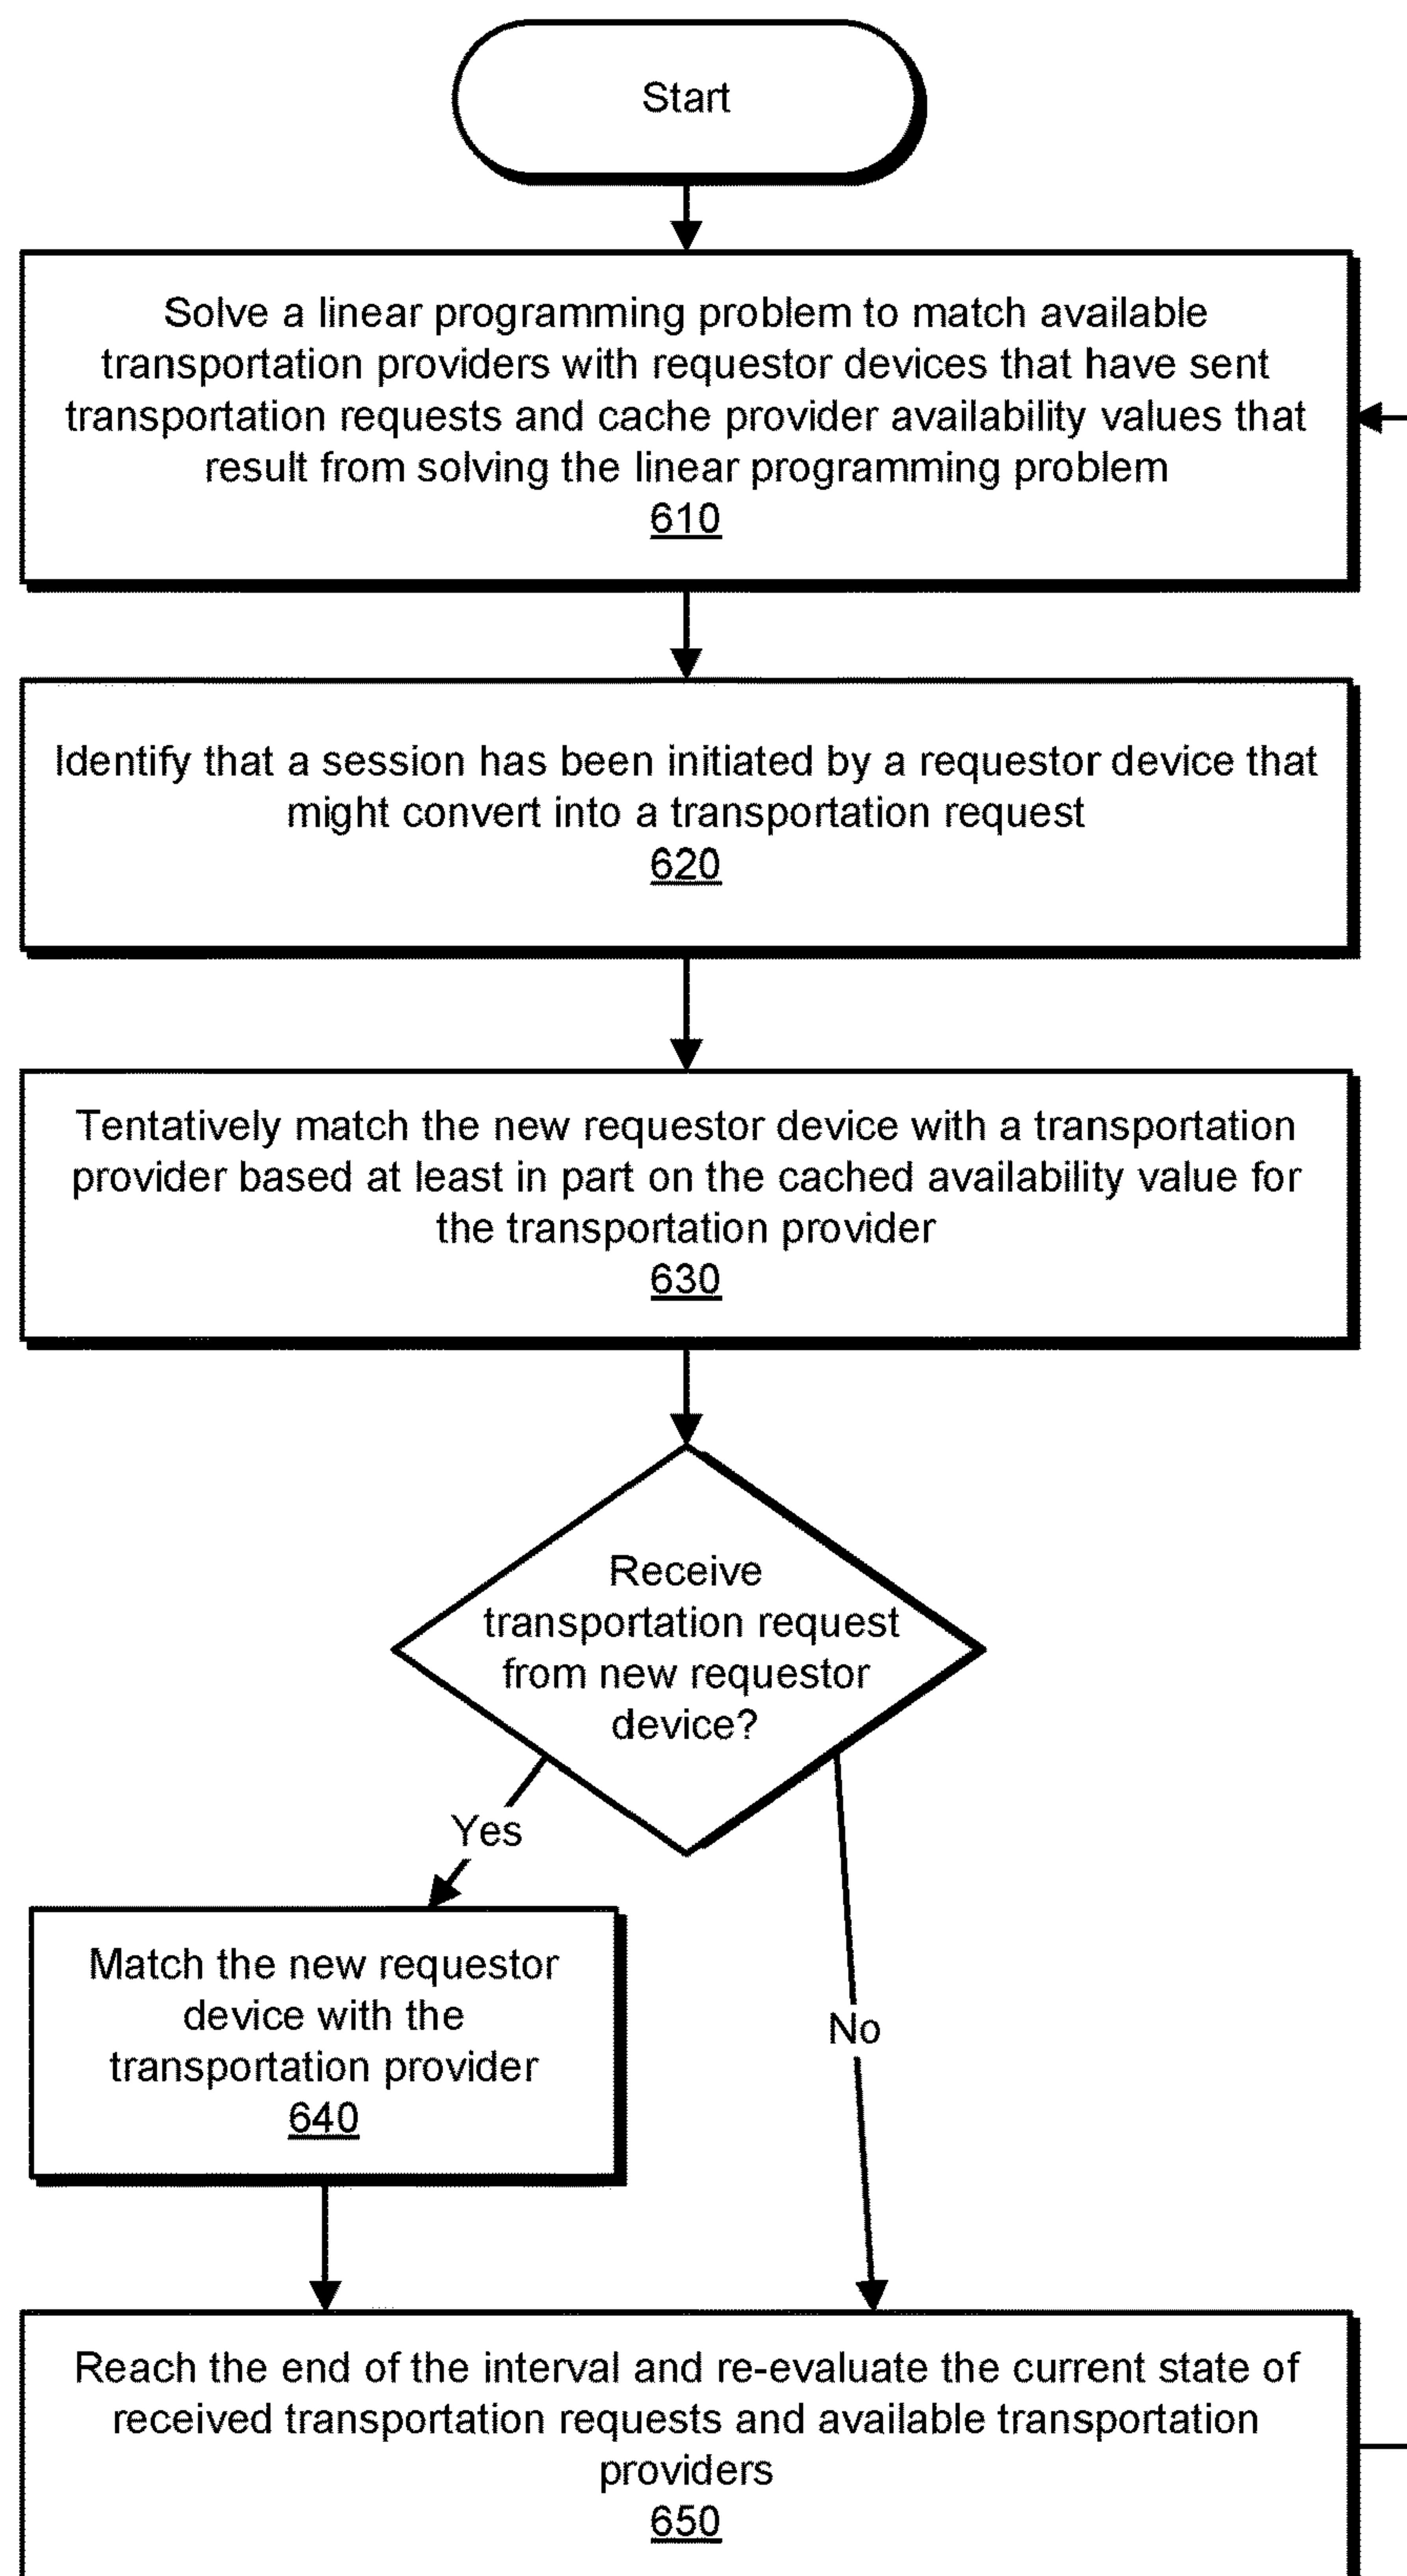 Start
Solve a linear programming problem to match available
transportation providers with requestor devices that have sent
transportation requests and cache provider availability values that
result from solving the linear programming problem
610
Identify that a session has been initiated by a requestor device that
might convert into a transportation request
620
Tentatively match the new requestor device with a transportation
provider based at least in part on the cached availability value for
the transportation provider
630
Receive
transportation request
from new requestor
device?
Yes
Match the new requestor
device with the
transportation provider
640
No
Reach the end of the interval and re-evaluate the current state of
received transportation requests and available transportation
providers
650